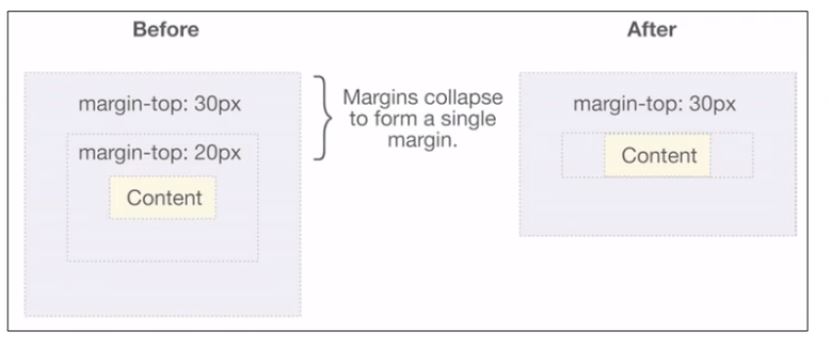 Before
After
margin-top: 30px
margin-top: 20px
Content
Margins collapse
to form a single
margin.
margin-top: 30px
Content